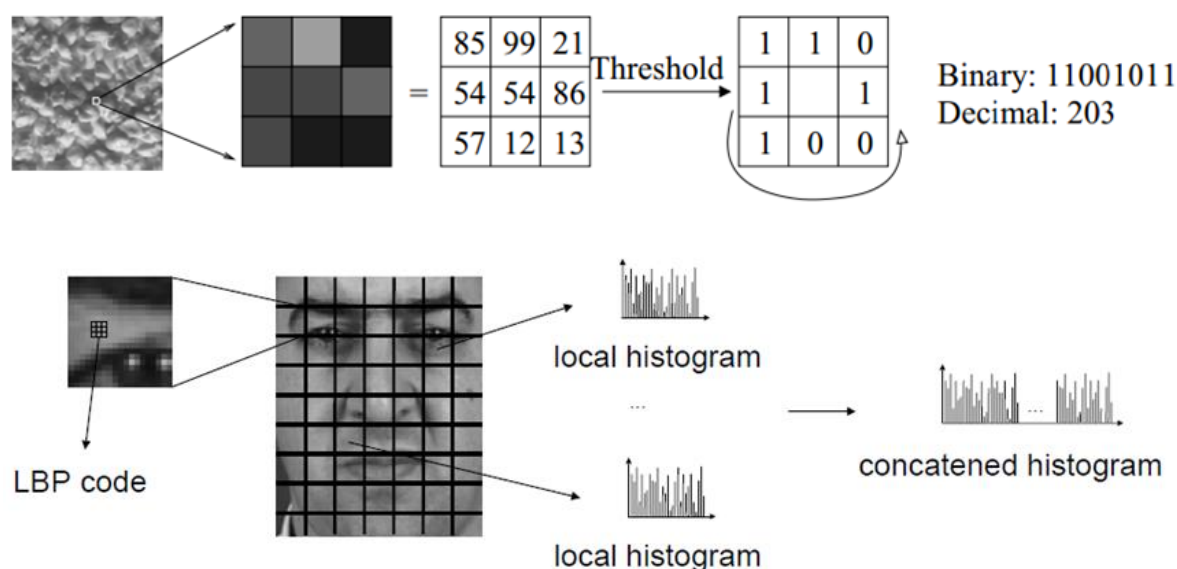 85 99 21
54 54 86
57 12 13
=
Threshold
1 1 0
1 1
1 0 0
Binary: 11001011
Decimal: 203
local histogram
...
...
LBP code
concatened histogram
local histogram